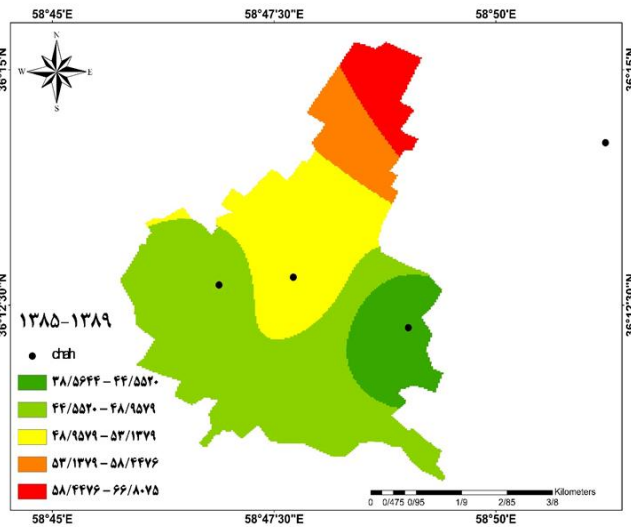 58°45'E 58°47'30"E 58°50'E
36°15'N 36°15'N
N
W E
S
36°12'30"N 36°12'30"N
۱۳۸۵-۱۳۸۹
chah
۳۸/۵۶۴۴ – ۴۴/۵۵۲۰
۴۴/۵۵۲۰ – ۴۸/۹۵۷۹
۴۸/۹۵۷۹ – ۵۳/۱۳۷۹
۵۳/۱۳۷۹ – ۵۸/۴۴۷۶
۵۸/۴۴۷۶ – ۶۶/۸۰۷۵
Kilometers
0 0/475 0/95 1/9 2/85 3/8
58°45'E 58°47'30"E 58°50'E